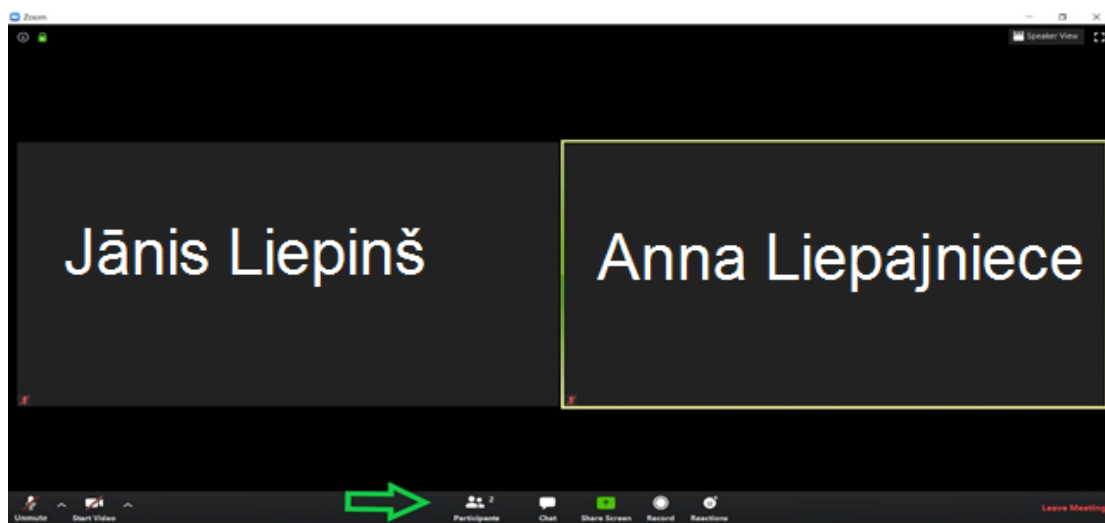 Zoom
Speaker View
Jānis Liepinš
Anna Liepajniece
2
Unmute Start Video Participants Chat Share Screen Record Reactions Leave Meeting